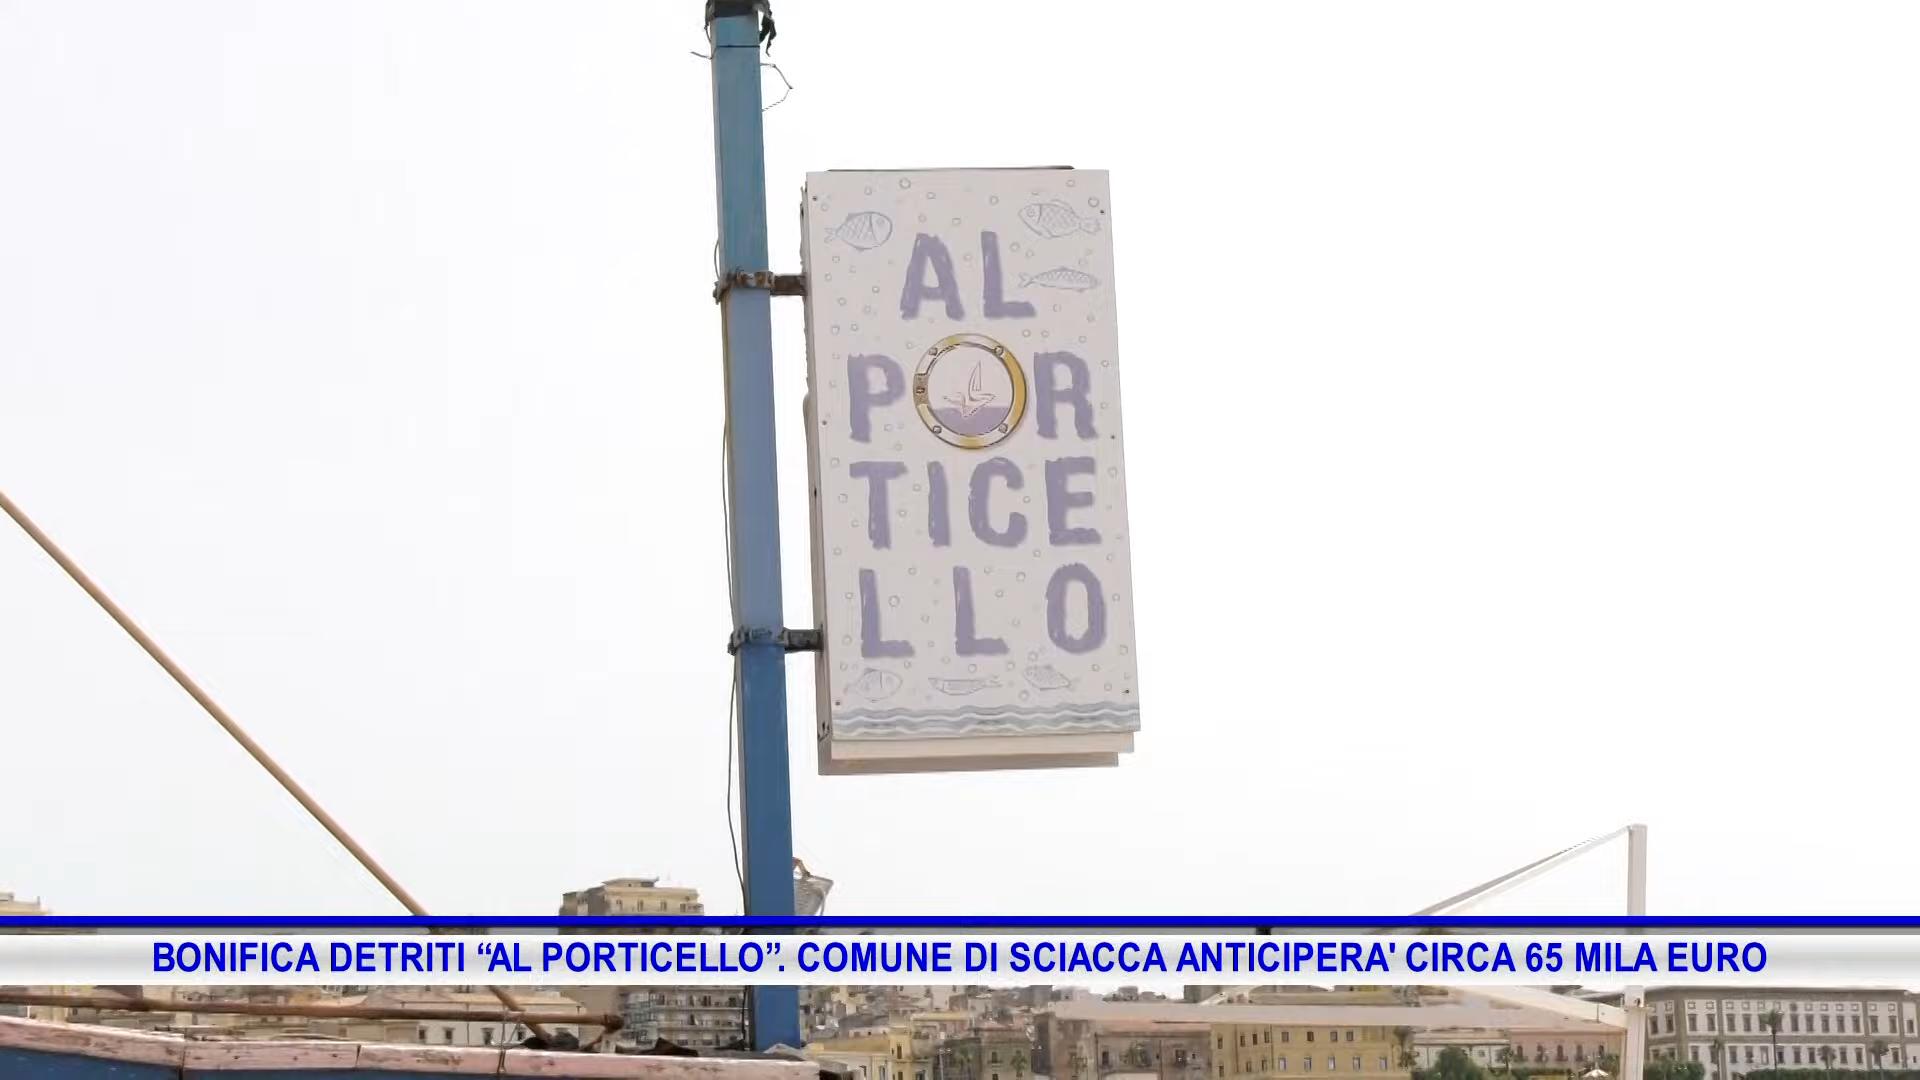 AL
POR
TICE
LLO
BONIFICA DETRITI “AL PORTICELLO”. COMUNE DI SCIACCA ANTICIPERA' CIRCA 65 MILA EURO